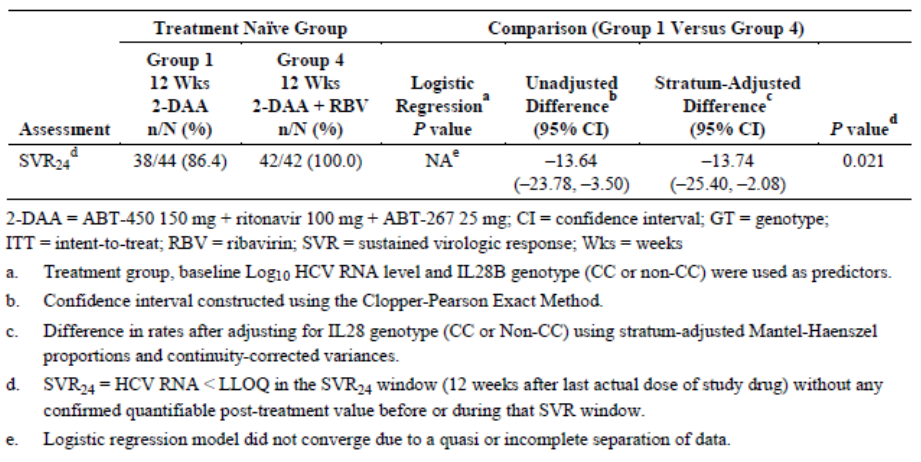 Treatment Naïve Group Comparison (Group 1 Versus Group 4)
Assessment Group 1 12 Wks 2-DAA n/N (%) Group 4 12 Wks 2-DAA + RBV n/N (%) Logistic Regression^a P value Unadjusted Difference^b (95% CI) Stratum-Adjusted Difference^c (95% CI) P value^d
SVR24^d 38/44 (86.4) 42/42 (100.0) NA^e –13.64 (–23.78, –3.50) –13.74 (–25.40, –2.08) 0.021
2-DAA = ABT-450 150 mg + ritonavir 100 mg + ABT-267 25 mg; CI = confidence interval; GT = genotype;
ITT = intent-to-treat; RBV = ribavirin; SVR = sustained virologic response; Wks = weeks
a. Treatment group, baseline Log10 HCV RNA level and IL28B genotype (CC or non-CC) were used as predictors.
b. Confidence interval constructed using the Clopper-Pearson Exact Method.
c. Difference in rates after adjusting for IL28 genotype (CC or Non-CC) using stratum-adjusted Mantel-Haenszel
proportions and continuity-corrected variances.
d. SVR24 = HCV RNA < LLOQ in the SVR24 window (12 weeks after last actual dose of study drug) without any
confirmed quantifiable post-treatment value before or during that SVR window.
e. Logistic regression model did not converge due to a quasi or incomplete separation of data.